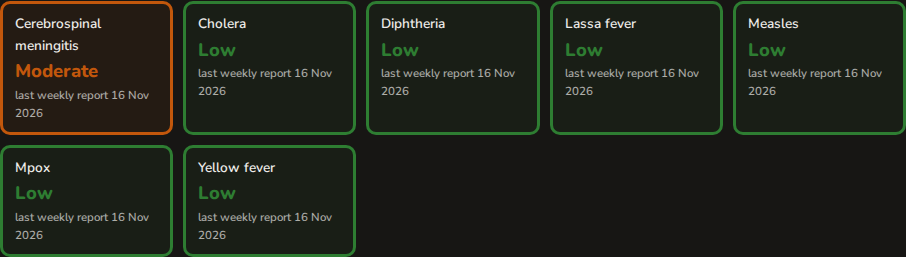 Cerebrospinal
meningitis
Moderate
last weekly report 16 Nov
2026
Cholera
Low
last weekly report 16 Nov
2026
Diphtheria
Low
last weekly report 16 Nov
2026
Lassa fever
Low
last weekly report 16 Nov
2026
Measles
Low
last weekly report 16 Nov
2026
Mpox
Low
last weekly report 16 Nov
2026
Yellow fever
Low
last weekly report 16 Nov
2026